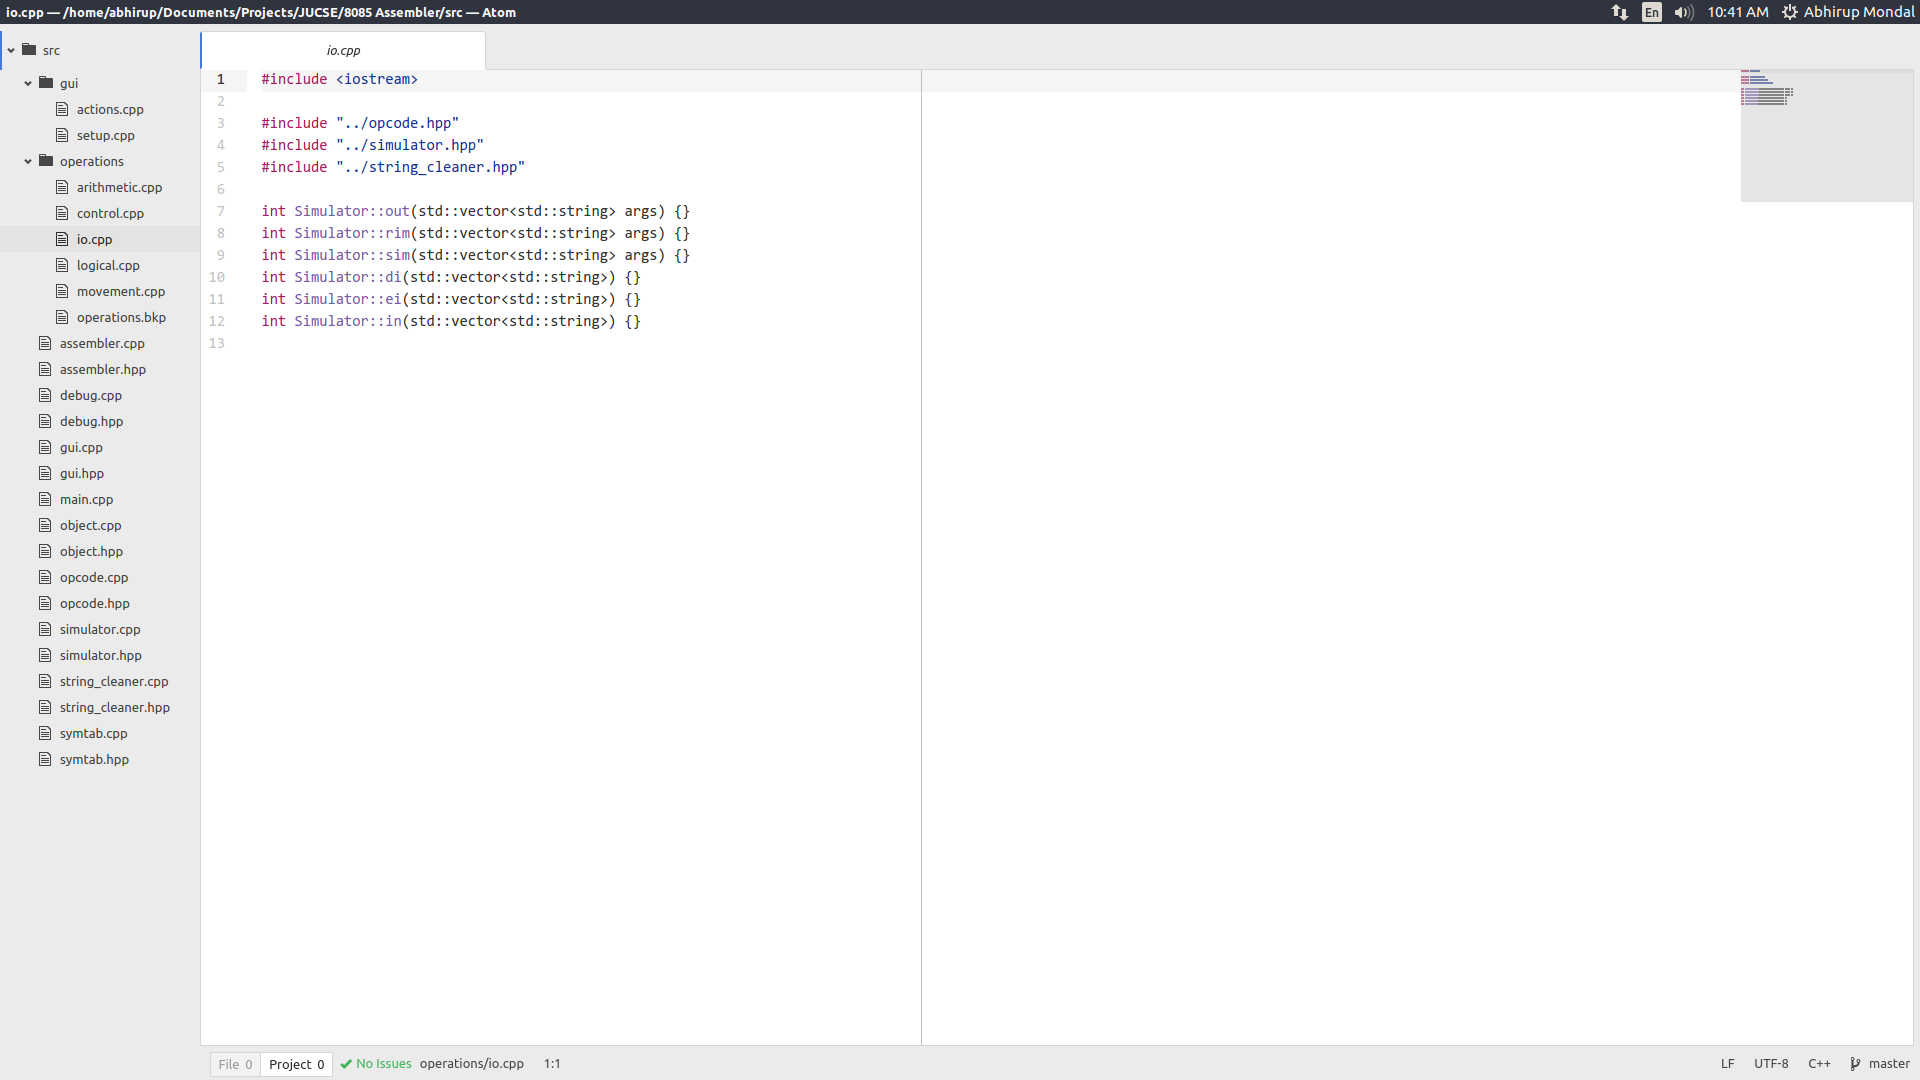 io.cpp — /home/abhirup/Documents/Projects/JUCSE/8085 Assembler/src — Atom
En 10:41 AM Abhirup Mondal
src
gui
actions.cpp
setup.cpp
operations
arithmetic.cpp
control.cpp
io.cpp
logical.cpp
movement.cpp
operations.bkp
assembler.cpp
assembler.hpp
debug.cpp
debug.hpp
gui.cpp
gui.hpp
main.cpp
object.cpp
object.hpp
opcode.cpp
opcode.hpp
simulator.cpp
simulator.hpp
string_cleaner.cpp
string_cleaner.hpp
symtab.cpp
symtab.hpp
io.cpp
1 #include <iostream>
2
3 #include "../opcode.hpp"
4 #include "../simulator.hpp"
5 #include "../string_cleaner.hpp"
6
7 int Simulator::out(std::vector<std::string> args) {}
8 int Simulator::rim(std::vector<std::string> args) {}
9 int Simulator::sim(std::vector<std::string> args) {}
10 int Simulator::di(std::vector<std::string>) {}
11 int Simulator::ei(std::vector<std::string>) {}
12 int Simulator::in(std::vector<std::string>) {}
13
File 0 Project 0 No Issues operations/io.cpp 1:1 LF UTF-8 C++ master